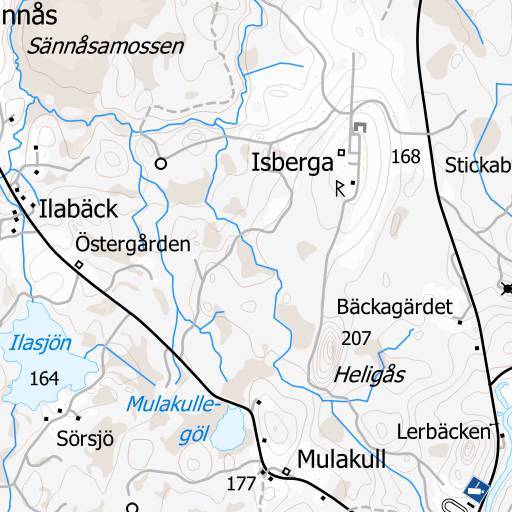 nnås
Sännåsamossen
Isberga
168
Stickab
Ilabäck
Östergården
Bäckagärdet
Ilasjön
207
164
Heligås
Mulakulle-
göl
Sörsjö
Lerbäcken
Mulakull
177